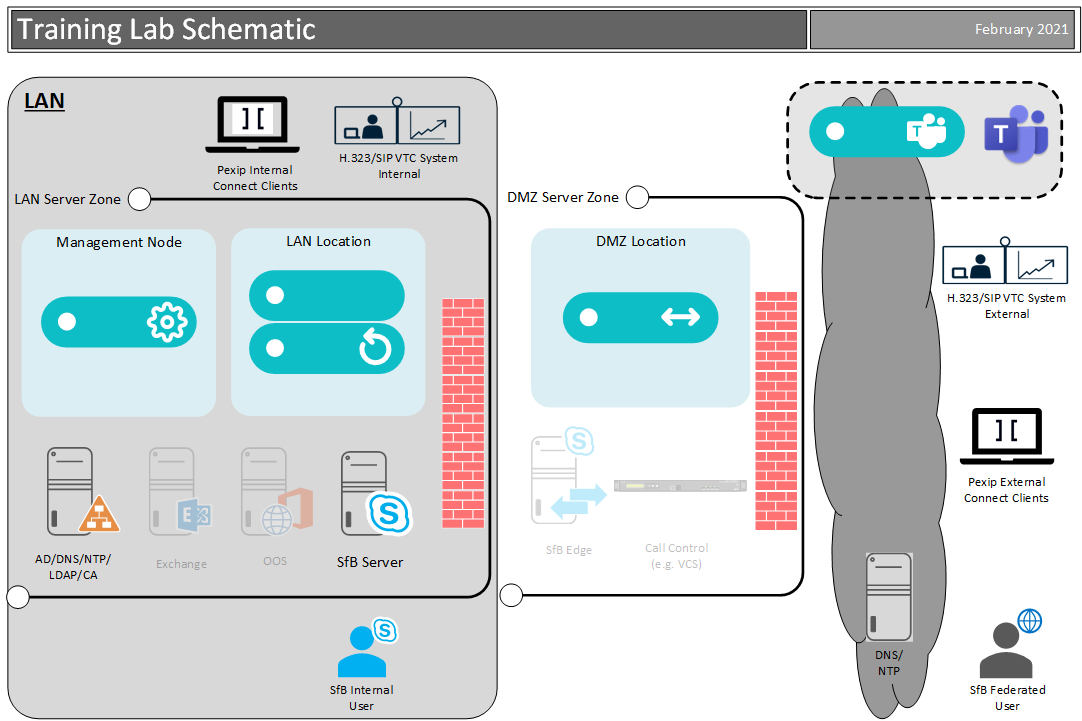 Training Lab Schematic
February 2021
LAN
Pexip Internal
Connect Clients
H.323/SIP VTC System
Internal
LAN Server Zone
Management Node
LAN Location
AD/DNS/NTP/
LDAP/CA
Exchange
OOS
SfB Server
SfB Internal
User
DMZ Server Zone
DMZ Location
SfB Edge
Call Control
(e.g. VCS)
T
T
H.323/SIP VTC System
External
Pexip External
Connect Clients
DNS/
NTP
SfB Federated
User